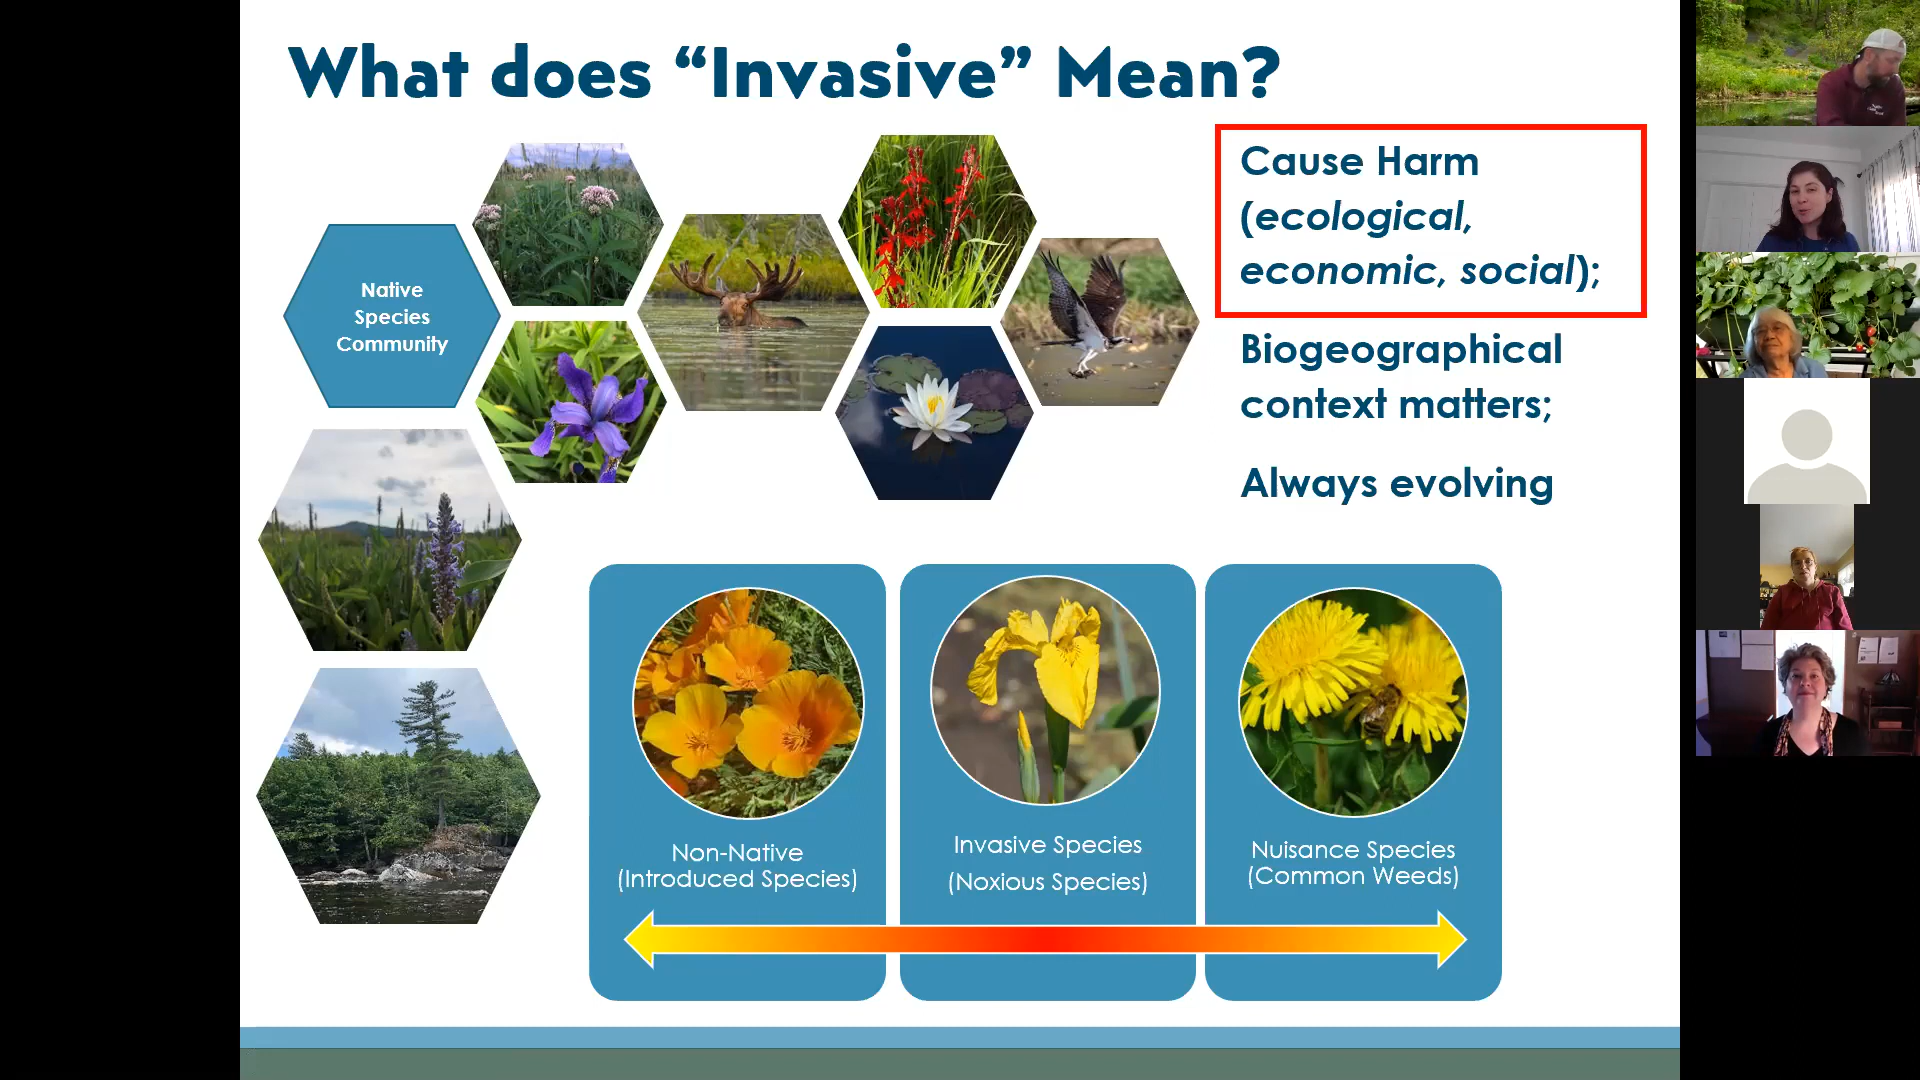 What does “Invasive” Mean?
Native
Species
Community
Cause Harm
(ecological,
economic, social);
Biogeographical
context matters;
Always evolving
Non-Native
(Introduced Species)
Invasive Species
(Noxious Species)
Nuisance Species
(Common Weeds)